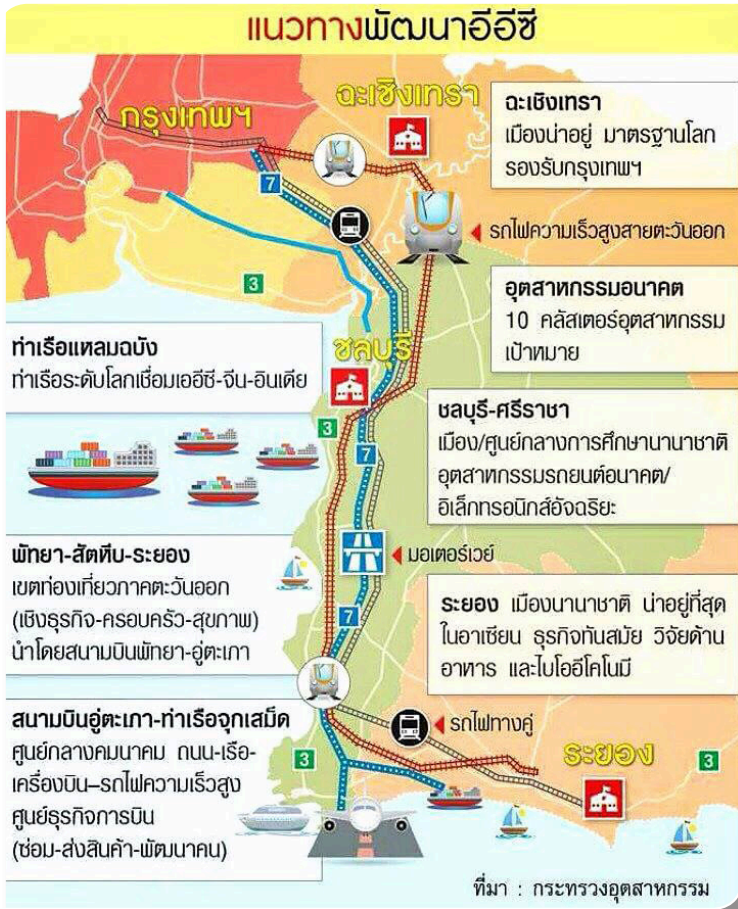 แนวทางพัฒนาอีอีซี
กรุงเทพฯ
ฉะเชิงเทรา
ฉะเชิงเทรา
เมืองน่าอยู่ มาตรฐานโลก
รองรับกรุงเทพฯ
7
รถไฟความเร็วสูงสายตะวันออก
3
อุตสาหกรรมอนาคต
10 คลัสเตอร์อุตสาหกรรม
เป้าหมาย
ท่าเรือแหลมฉบัง
ท่าเรือระดับโลกเชื่อมเออีซี-จีน-อินเดีย
ชลบุรี
3
7
ชลบุรี-ศรีราชา
เมือง/ศูนย์กลางการศึกษานานาชาติ
อุตสาหกรรมรถยนต์อนาคต/
อิเล็กทรอนิกส์อัจฉริยะ
มอเตอร์เวย์
พัทยา-สัตหีบ-ระยอง
เขตท่องเที่ยวภาคตะวันออก
(เชิงธุรกิจ-ครอบครัว-สุขภาพ)
นำโดยสนามบินพัทยา-อู่ตะเภา
7
ระยอง เมืองนานาชาติ น่าอยู่ที่สุด
ในอาเซียน ธุรกิจทันสมัย วิจัยด้าน
อาหาร และไบโออีโคโนมี
สนามบินอู่ตะเภา-ท่าเรือจุกเสม็ด
ศูนย์กลางคมนาคม ถนน-เรือ-
เครื่องบิน–รถไฟความเร็วสูง
ศูนย์ธุรกิจการบิน
(ซ่อม-ส่งสินค้า-พัฒนาคน)
รถไฟทางคู่
3
ระยอง
3
ที่มา : กระทรวงอุตสาหกรรม